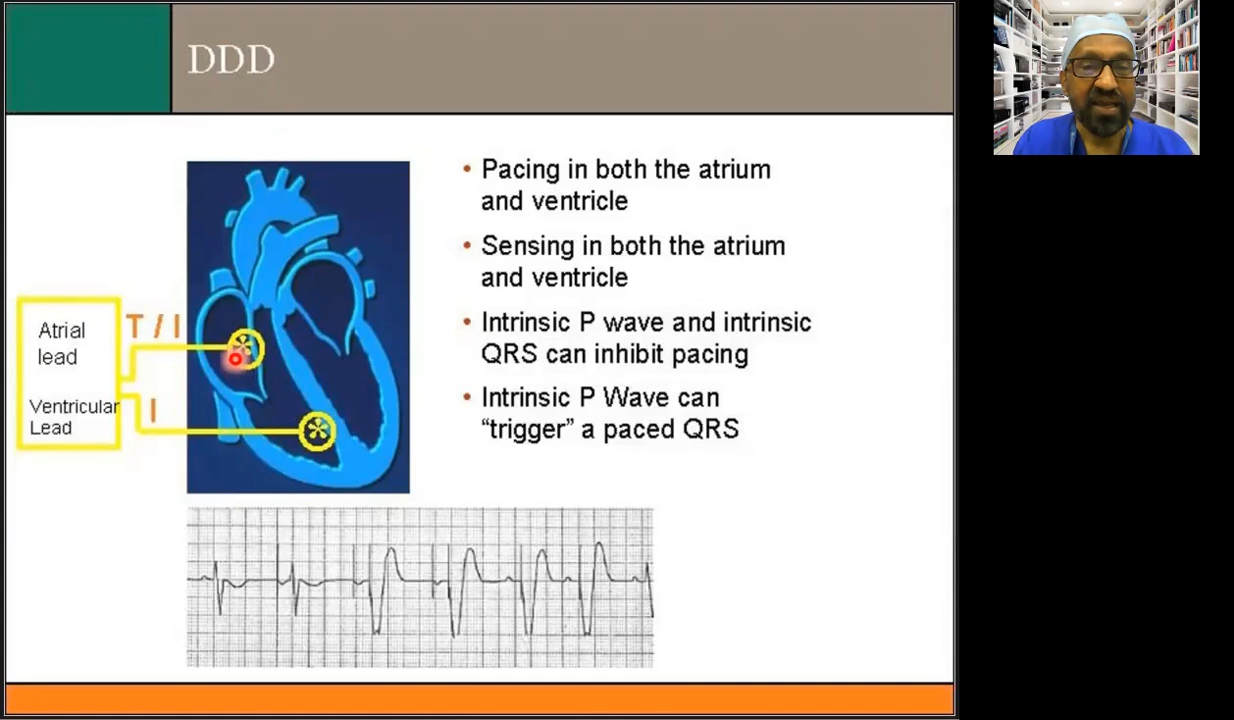 DDD
Atrial
lead
T / I
Ventricular
Lead
I
• Pacing in both the atrium
and ventricle
• Sensing in both the atrium
and ventricle
• Intrinsic P wave and intrinsic
QRS can inhibit pacing
• Intrinsic P Wave can
“trigger” a paced QRS